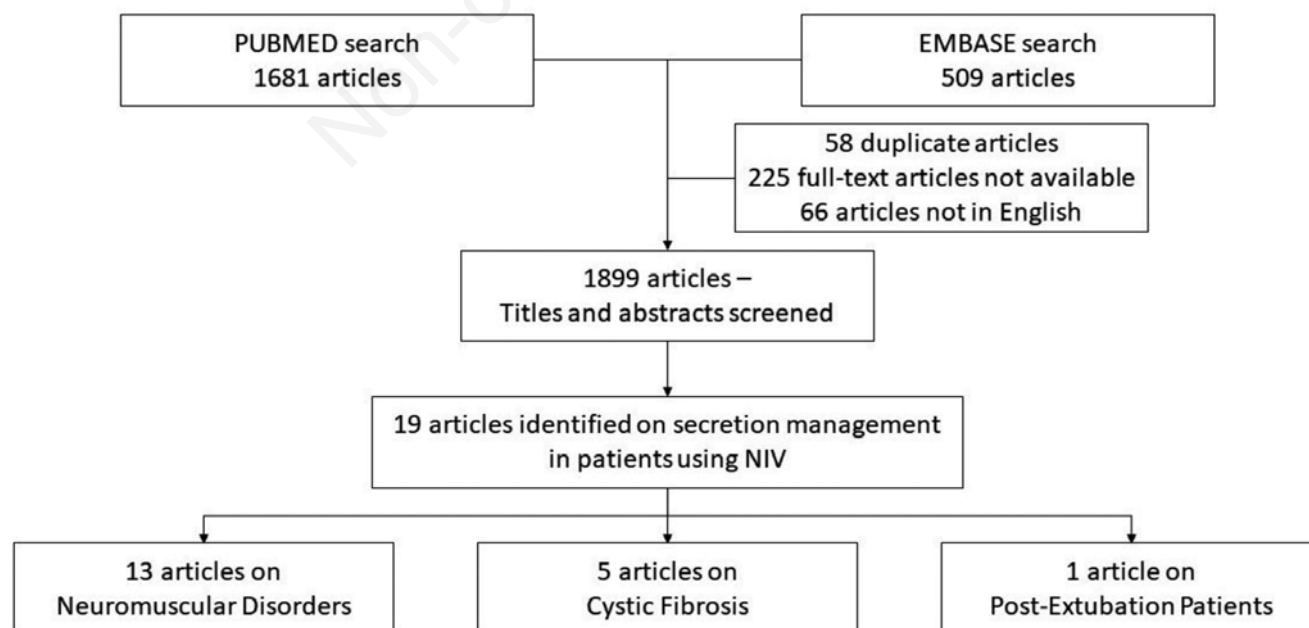 PUBMED search
1681 articles
EMBASE search
509 articles
58 duplicate articles
225 full-text articles not available
66 articles not in English
1899 articles –
Titles and abstracts screened
19 articles identified on secretion management
in patients using NIV
13 articles on
Neuromuscular Disorders
5 articles on
Cystic Fibrosis
1 article on
Post-Extubation Patients